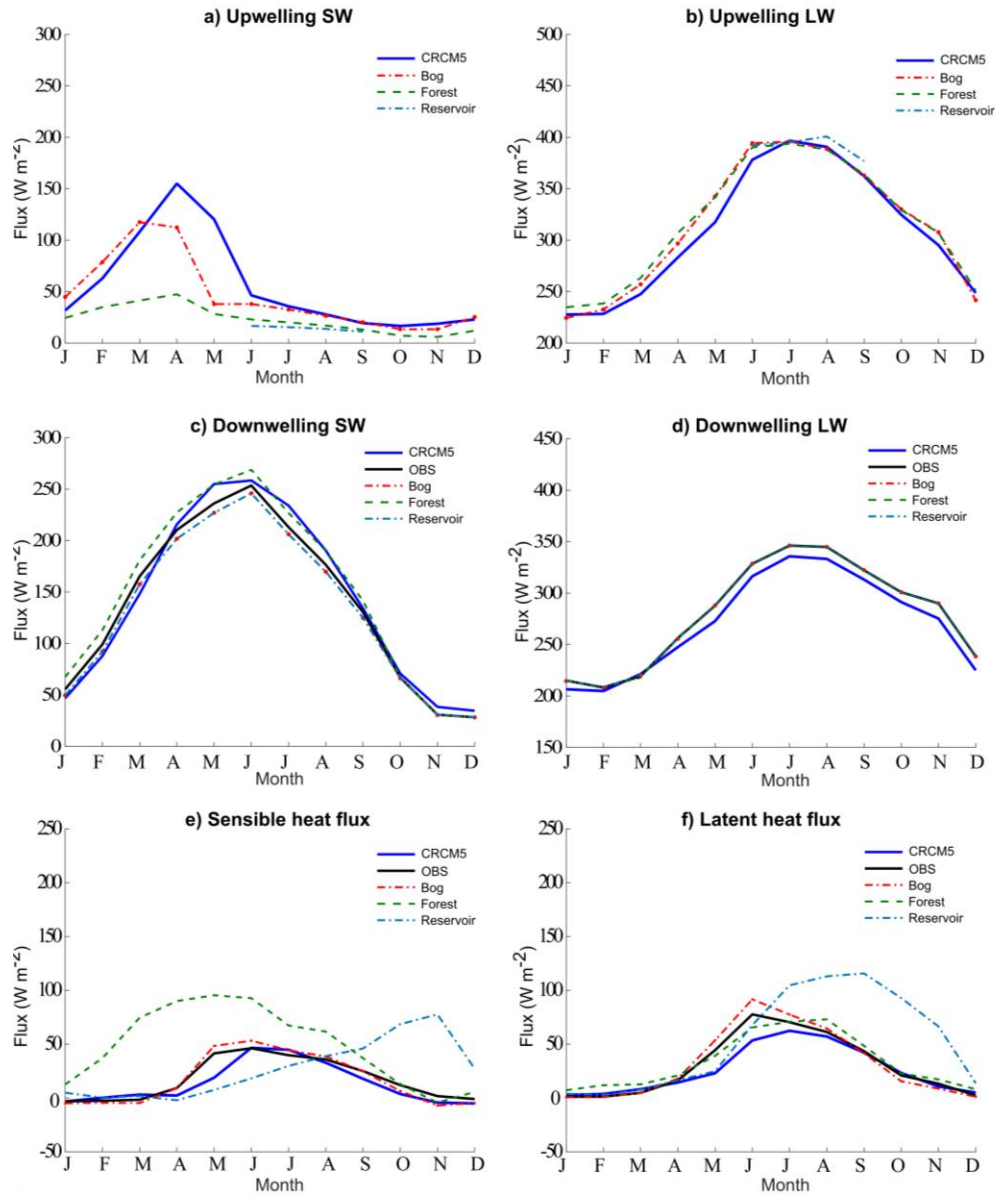 a) Upwelling SW
300
250
200
150
100
50
0
Flux (W m-2)
J F M A M J J A S O N D
Month
CRCM5
Bog
Forest
Reservoir
b) Upwelling LW
500
450
400
350
300
250
200
Flux (W m-2)
J F M A M J J A S O N D
Month
CRCM5
Bog
Forest
Reservoir
c) Downwelling SW
300
250
200
150
100
50
0
Flux (W m-2)
J F M A M J J A S O N D
Month
CRCM5
OBS
Bog
Forest
Reservoir
d) Downwelling LW
450
400
350
300
250
200
150
Flux (W m-2)
J F M A M J J A S O N D
Month
CRCM5
OBS
Bog
Forest
Reservoir
e) Sensible heat flux
250
200
150
100
50
0
-50
Flux (W m-2)
J F M A M J J A S O N D
Month
CRCM5
OBS
Bog
Forest
Reservoir
f) Latent heat flux
250
200
150
100
50
0
-50
Flux (W m-2)
J F M A M J J A S O N D
Month
CRCM5
OBS
Bog
Forest
Reservoir